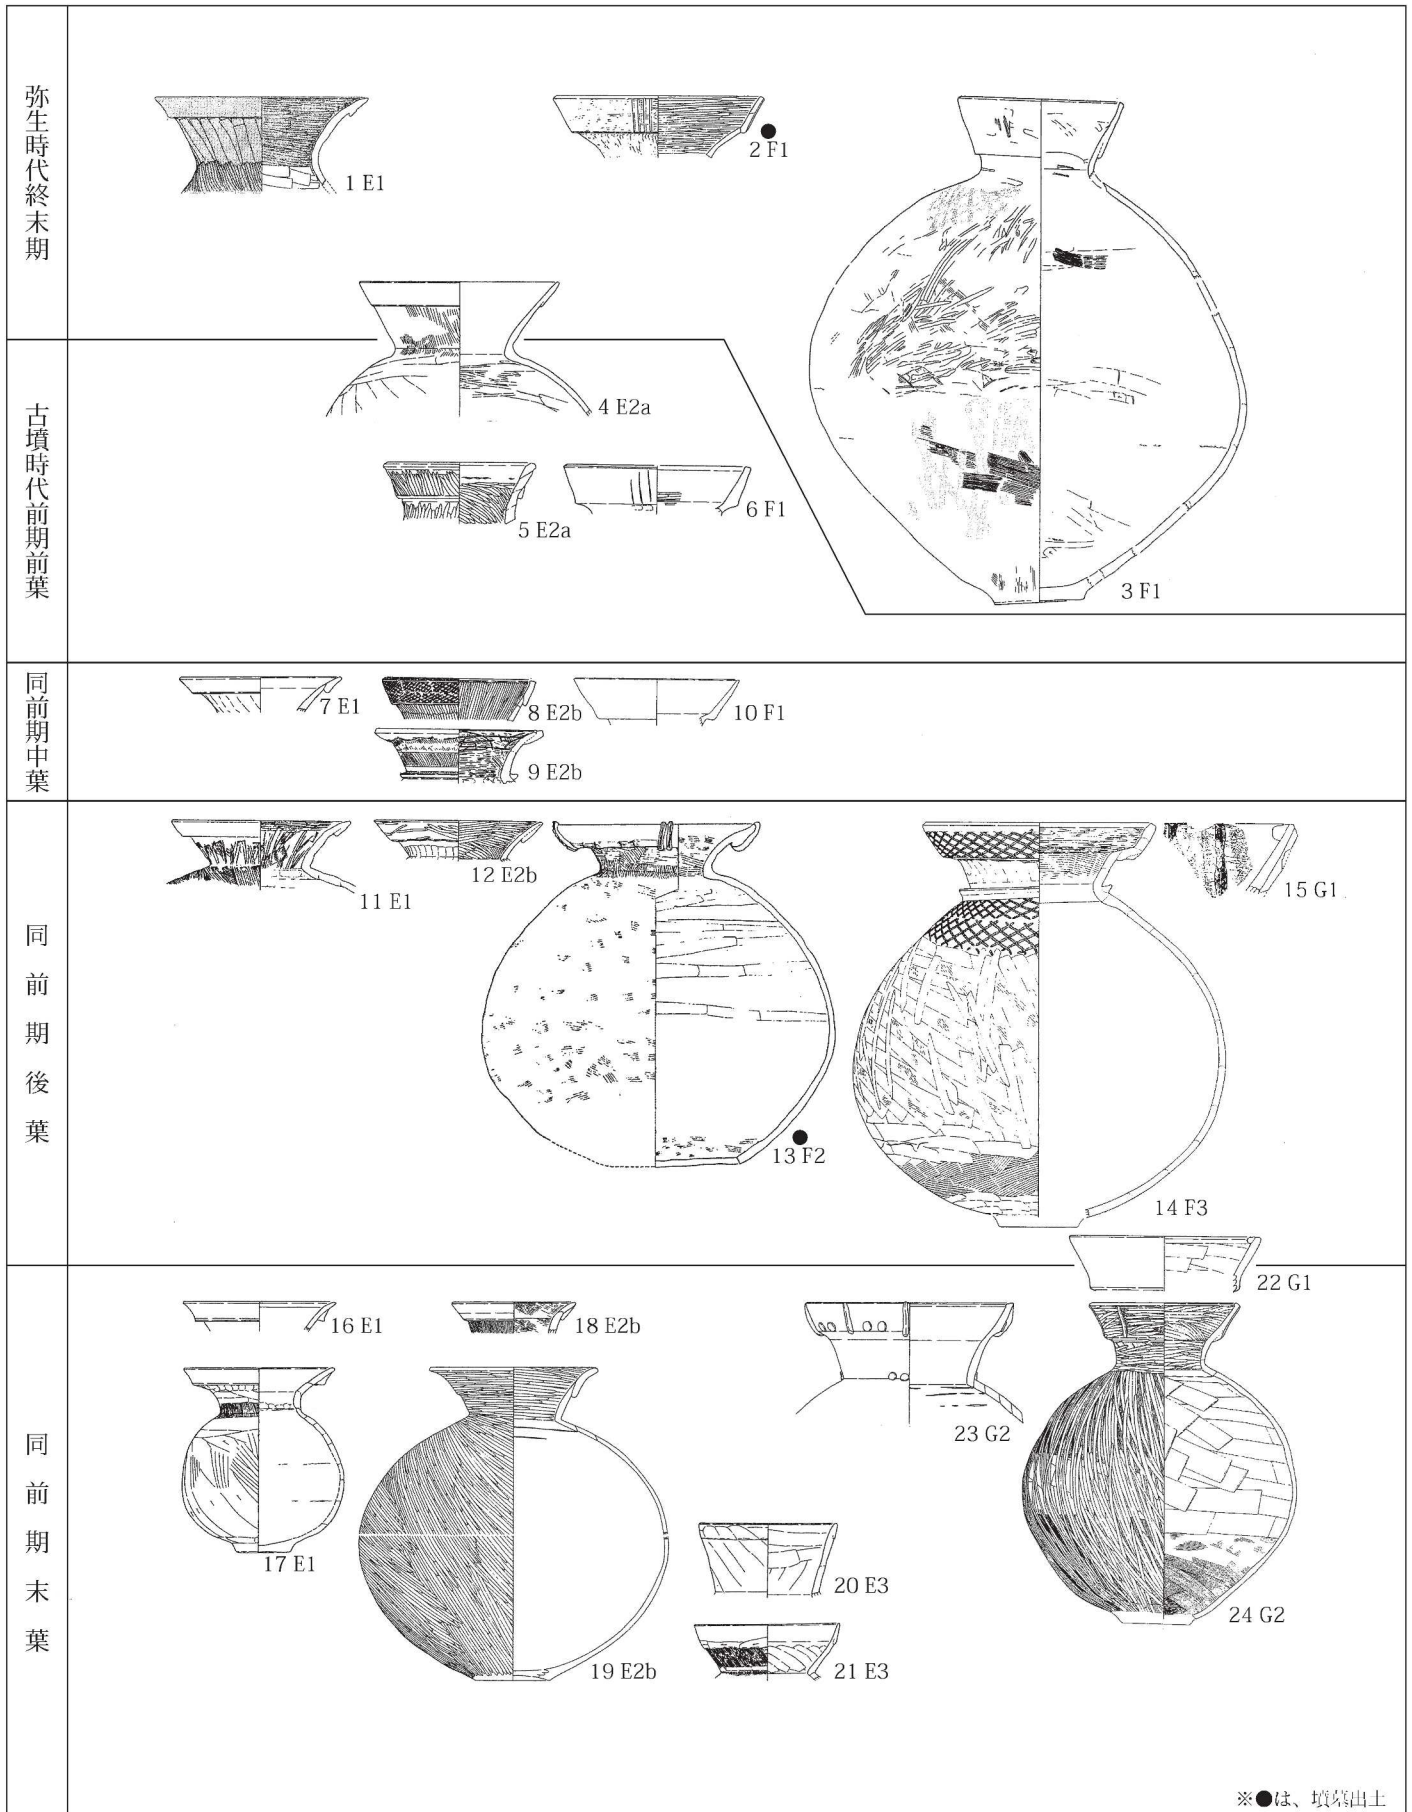 弥生時代終末期
1 E1
● 2 F1
3 F1
4 E2a
古墳時代前期前葉
5 E2a
6 F1
同前期中葉
7 E1
8 E2b
9 E2b
10 F1
同前期後葉
11 E1
12 E2b
● 13 F2
14 F3
15 G1
22 G1
同前期末葉
16 E1
17 E1
18 E2b
19 E2b
20 E3
21 E3
23 G2
24 G2
※●は、墳墓出土